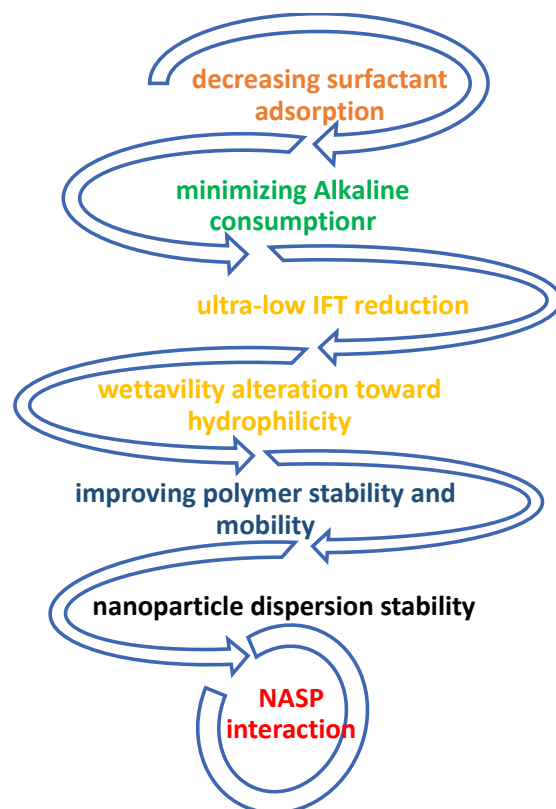 decreasing surfactant
adsorption
minimizing Alkaline
consumptionr
ultra-low IFT reduction
wettavility alteration toward
hydrophilicity
improving polymer stability and
mobility
nanoparticle dispersion stability
NASP
interaction